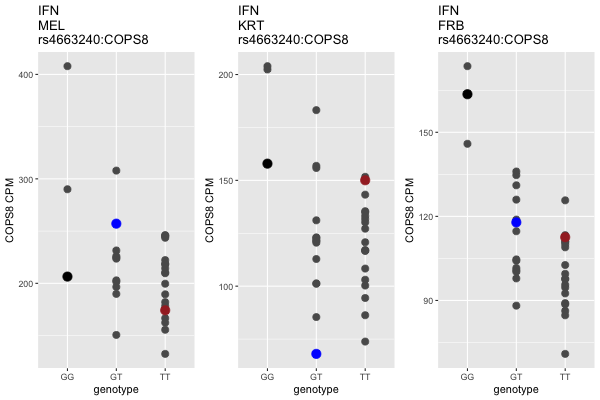 IFN
MEL
rs4663240:COPS8
COPS8 CPM
400
300
200
GG
GT
TT
genotype
IFN
KRT
rs4663240:COPS8
COPS8 CPM
200
150
100
GG
GT
TT
genotype
IFN
FRB
rs4663240:COPS8
COPS8 CPM
150
120
90
GG
GT
TT
genotype